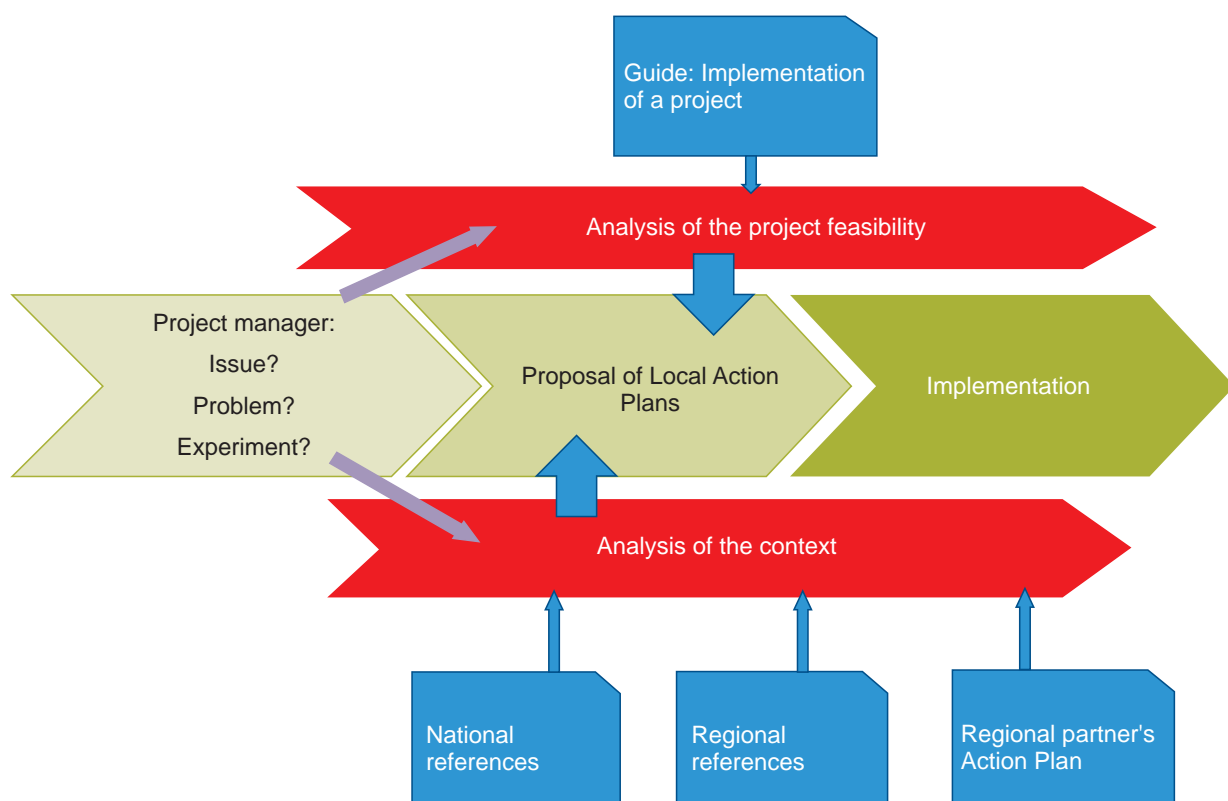 Guide: Implementation
of a project
Analysis of the project feasibility
Project manager:
Issue?
Problem?
Experiment?
Proposal of Local Action
Plans
Implementation
Analysis of the context
National
references
Regional
references
Regional partner's
Action Plan